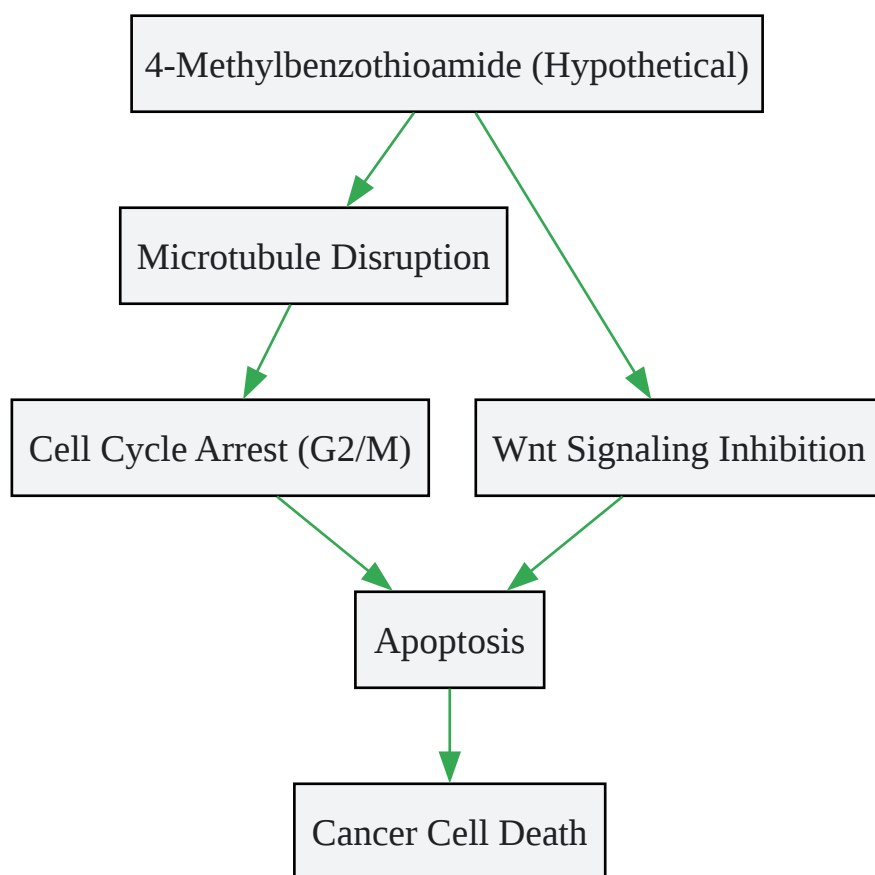 4-Methylbenzothioamide (Hypothetical)
Microtubule Disruption
Cell Cycle Arrest (G2/M)
Wnt Signaling Inhibition
Apoptosis
Cancer Cell Death